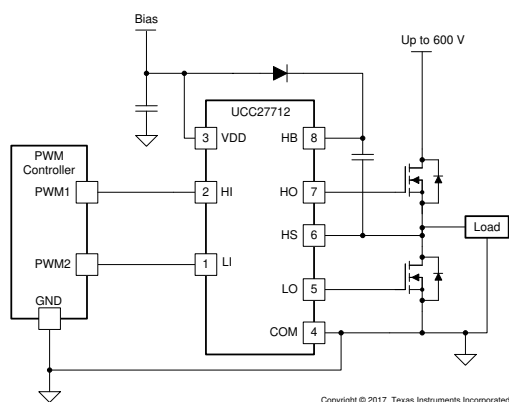 Bias
Up to 600 V
UCC27712
3 VDD
HB 8
PWM
Controller
PWM1
2 HI
HO 7
HS 6
Load
PWM2
1 LI
LO 5
GND
COM 4
Copyright © 2017, Texas Instruments Incorporated